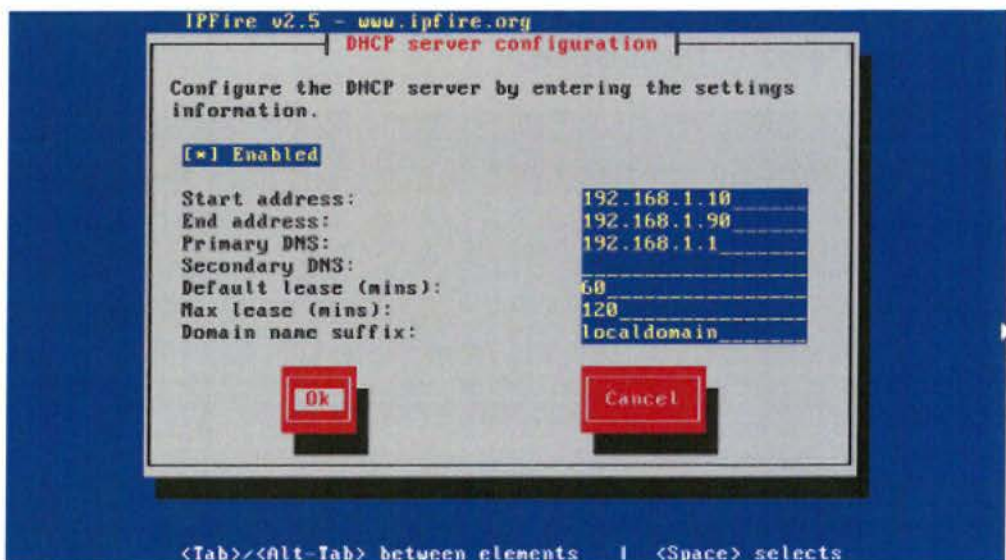 IPFire v2.5 - www.ipfire.org
DHCP server configuration
Configure the DHCP server by entering the settings
information.
[*] Enabled
Start address: 192.168.1.10
End address: 192.168.1.90
Primary DNS: 192.168.1.1
Secondary DNS:
Default lease (mins): 60
Max lease (mins): 120
Domain name suffix: localdomain
Ok Cancel
<Tab>/<Alt-Tab> between elements | <Space> selects